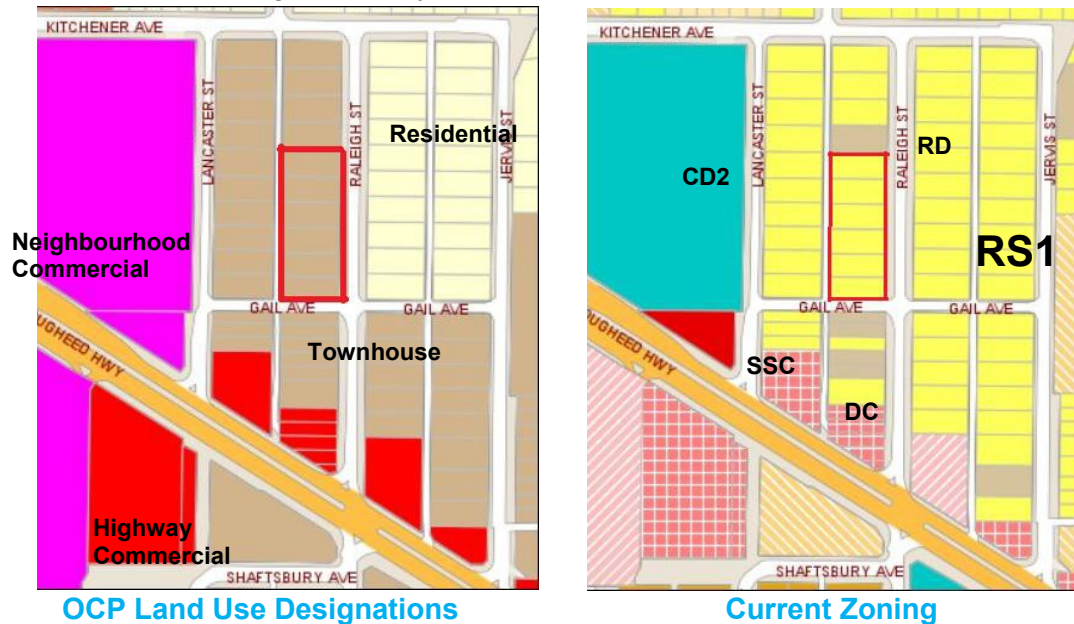 KITCHENER AVE
LANCASTER ST
RALEIGH ST
Residential
JERVIS ST
Neighbourhood
Commercial
GAIL AVE
GAIL AVE
OUGHEED HWY
Townhouse
Highway
Commercial
SHAFTSBURY AVE
OCP Land Use Designations
KITCHENER AVE
LANCASTER ST
RALEIGH ST
RD
JERVIS ST
CD2
RS1
GAIL AVE
GAIL AVE
OUGHEED HWY
SSC
DC
SHAFTSBURY AVE
Current Zoning